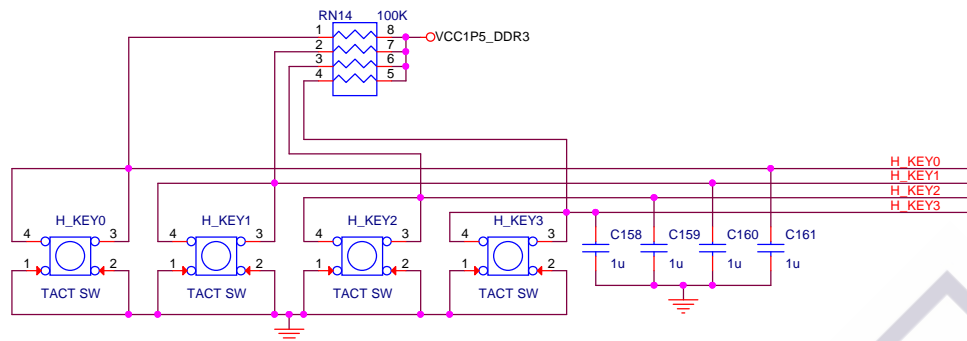 RN14 100K
1 8 VCC1P5_DDR3
2 7
3 6
4 5
H_KEY0
H_KEY1
H_KEY2
H_KEY3
H_KEY0 H_KEY1 H_KEY2 H_KEY3
4 3 4 3 4 3 4 3
C158 C159 C160 C161
1 2 1 2 1 2 1 2
1u 1u 1u 1u
TACT SW TACT SW TACT SW TACT SW